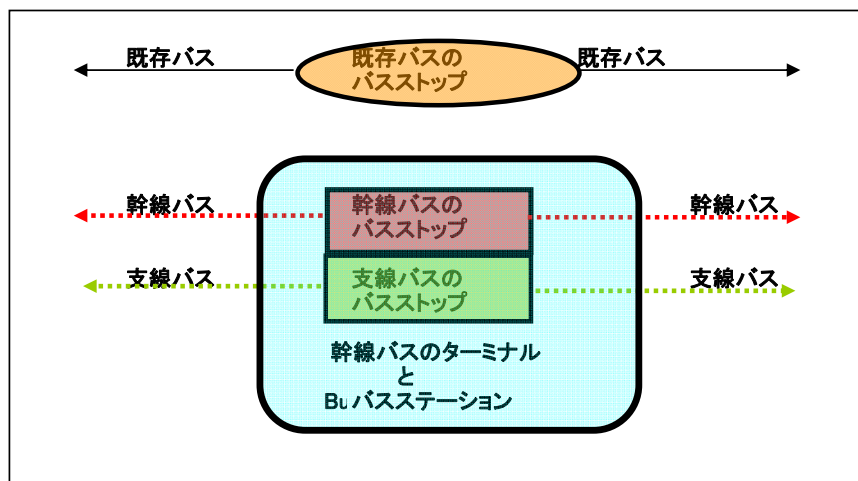 既存バス
既存バスの
バスストップ
既存バス
幹線バス
幹線バスの
バスストップ
幹線バス
支線バス
支線バスの
バスストップ
支線バス
幹線バスのターミナル
と
Buバスステーション